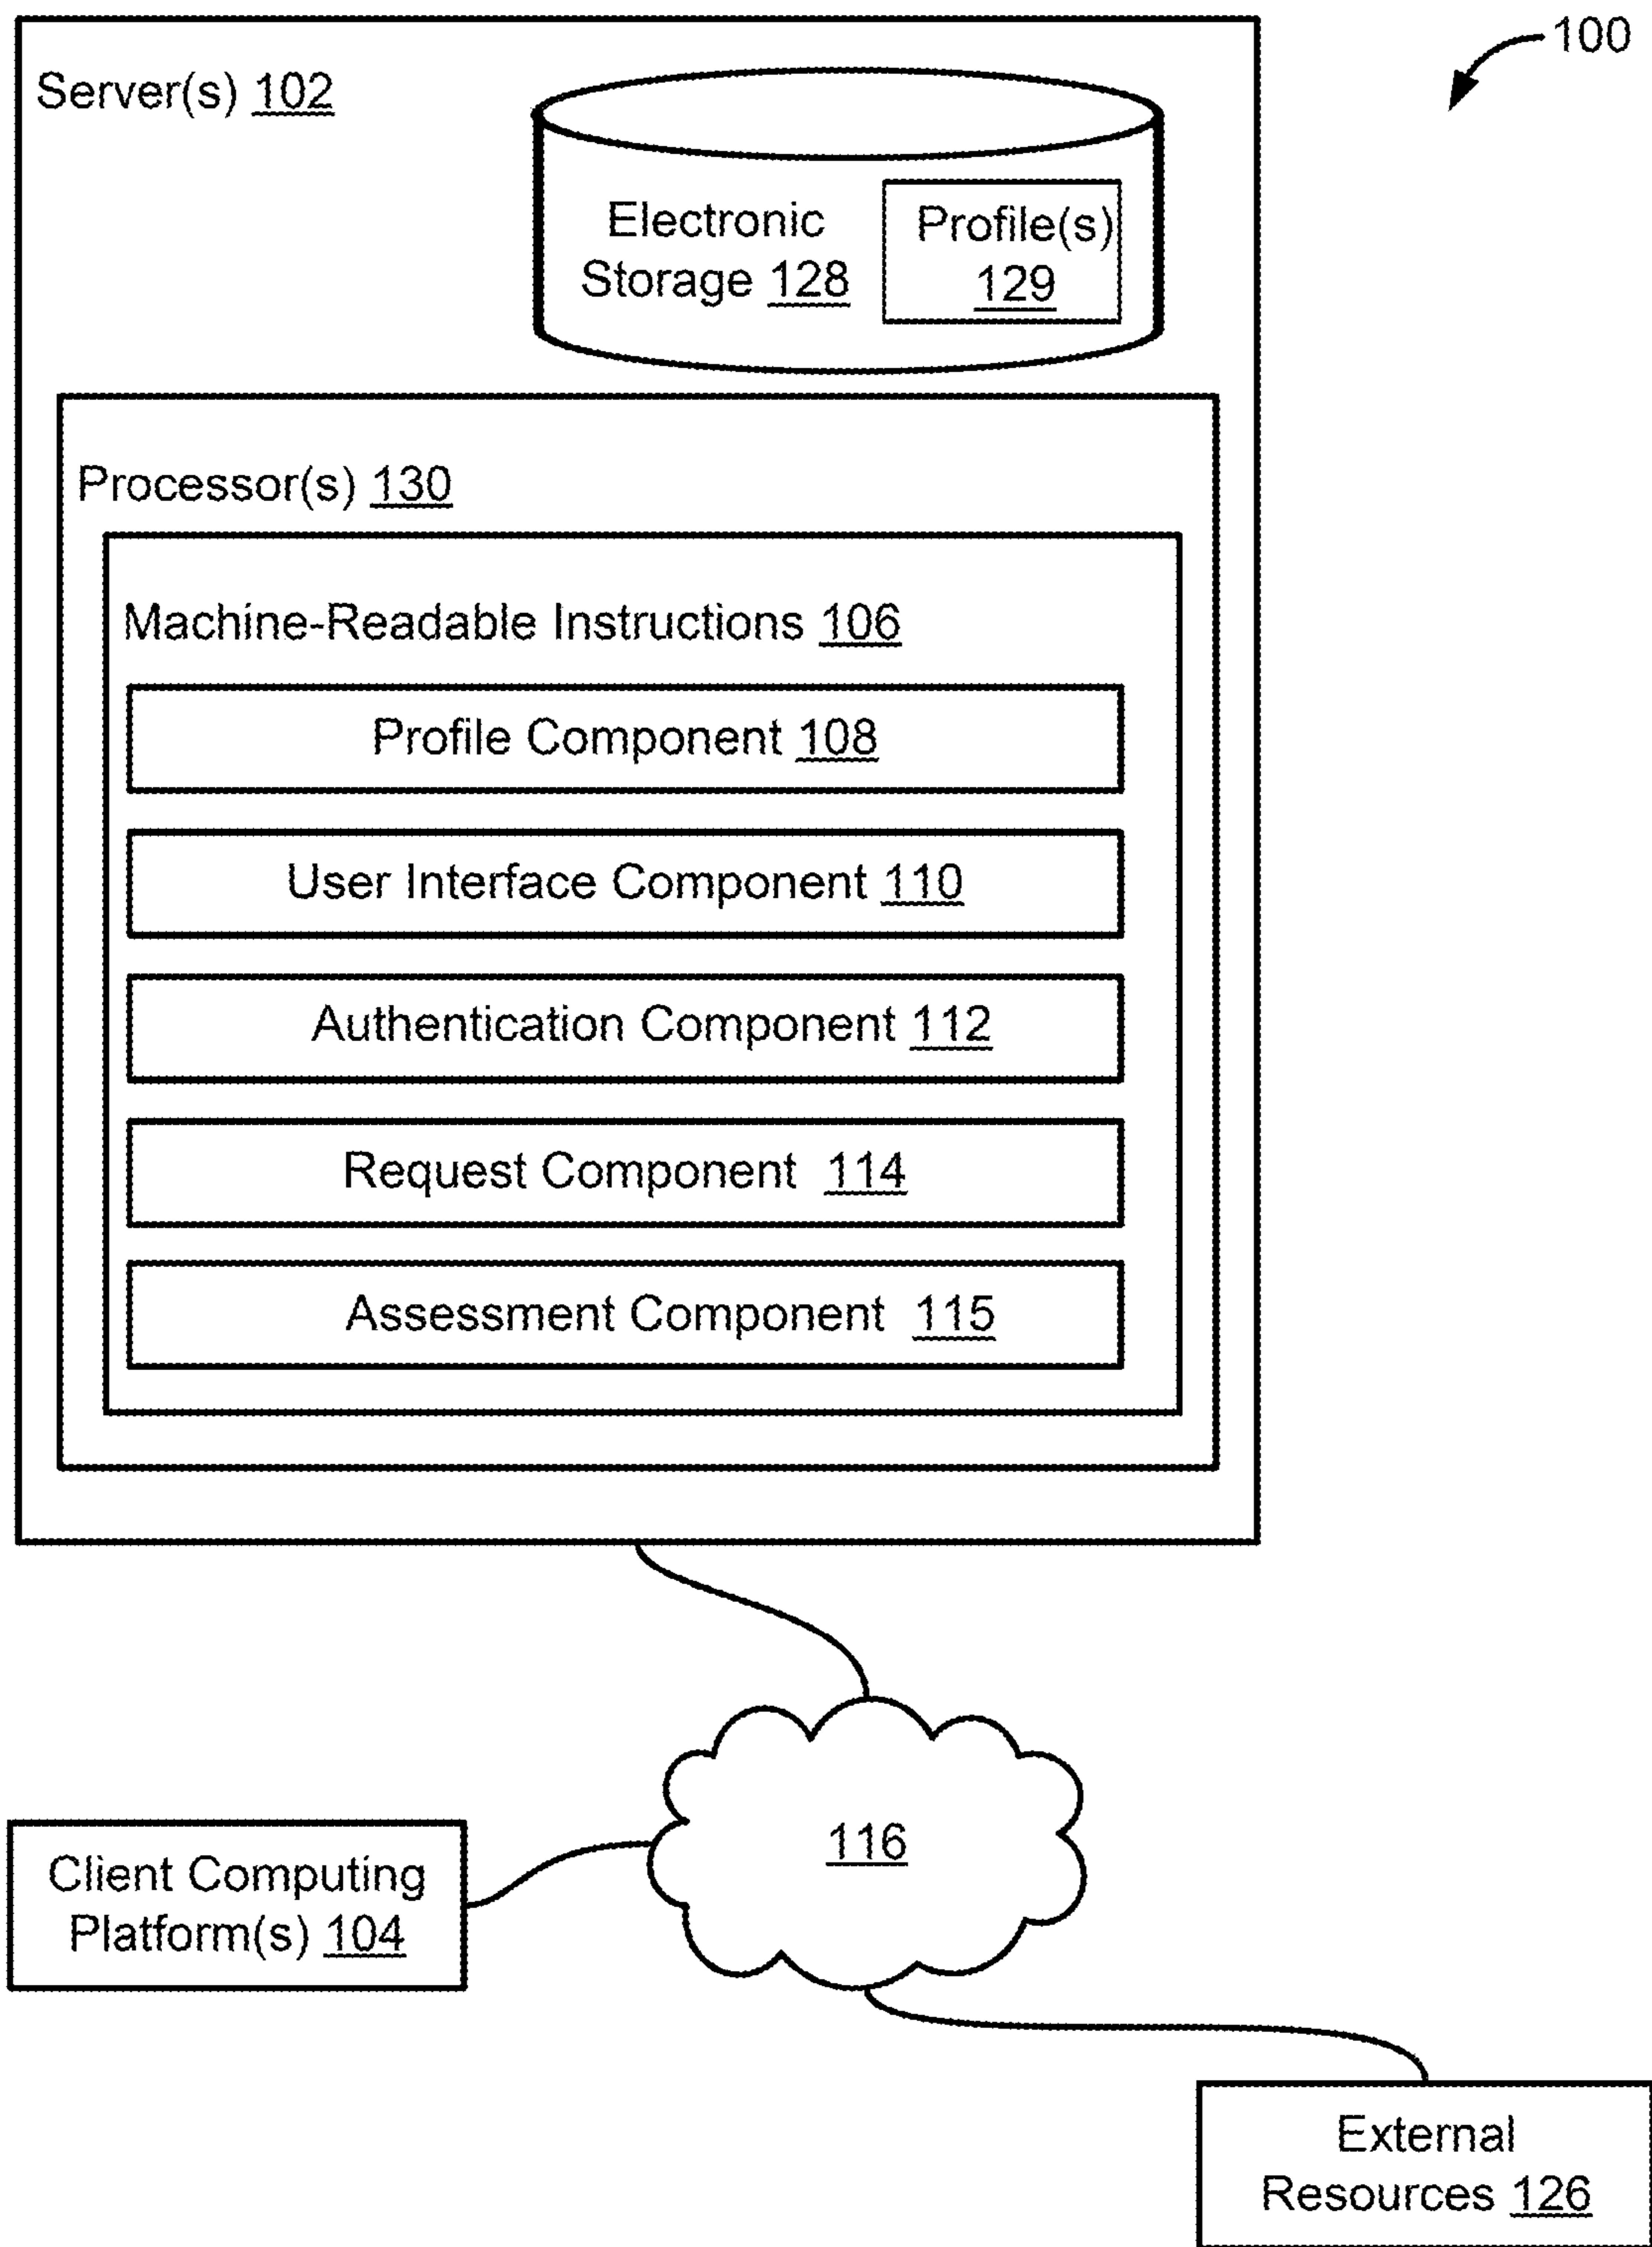 100
Server(s) 102
Electronic
Storage 128
Profile(s)
129
Processor(s) 130
Machine-Readable Instructions 106
Profile Component 108
User Interface Component 110
Authentication Component 112
Request Component 114
Assessment Component 115
116
Client Computing
Platform(s) 104
External
Resources 126